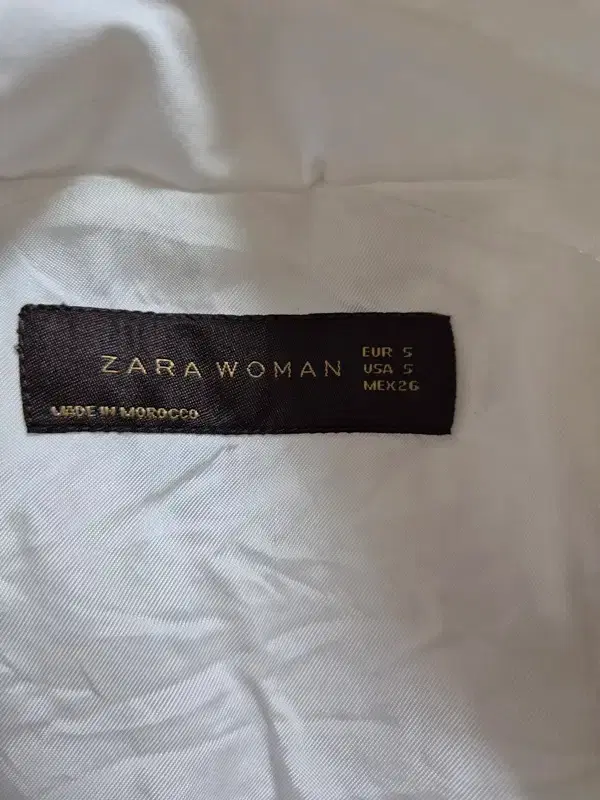 ZARA WOMAN
EUR S
USA S
MEX 26
MADE IN MOROCCO